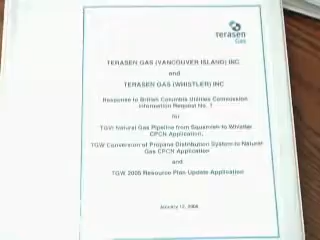 Terasen
Gas
TERASEN GAS (VANCOUVER ISLAND) INC
and
TERASEN GAS (WHISTLER) INC
Response to British Columbia Utilities Commission
Information Request No. 1
for
TGVI Natural Gas Pipeline from Squamish to Whistler
CPCN Application,
TGW Conversion of Propane Distribution System to Natural
Gas CPCN Application
and
TGW 2005 Resource Plan Update Application
January 12, 2006